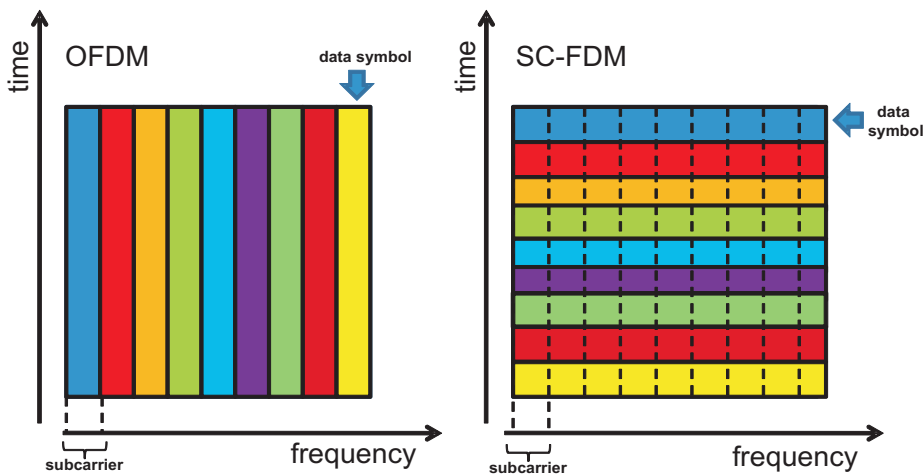 time
OFDM
data symbol
subcarrier
frequency
time
SC-FDM
data
symbol
subcarrier
frequency